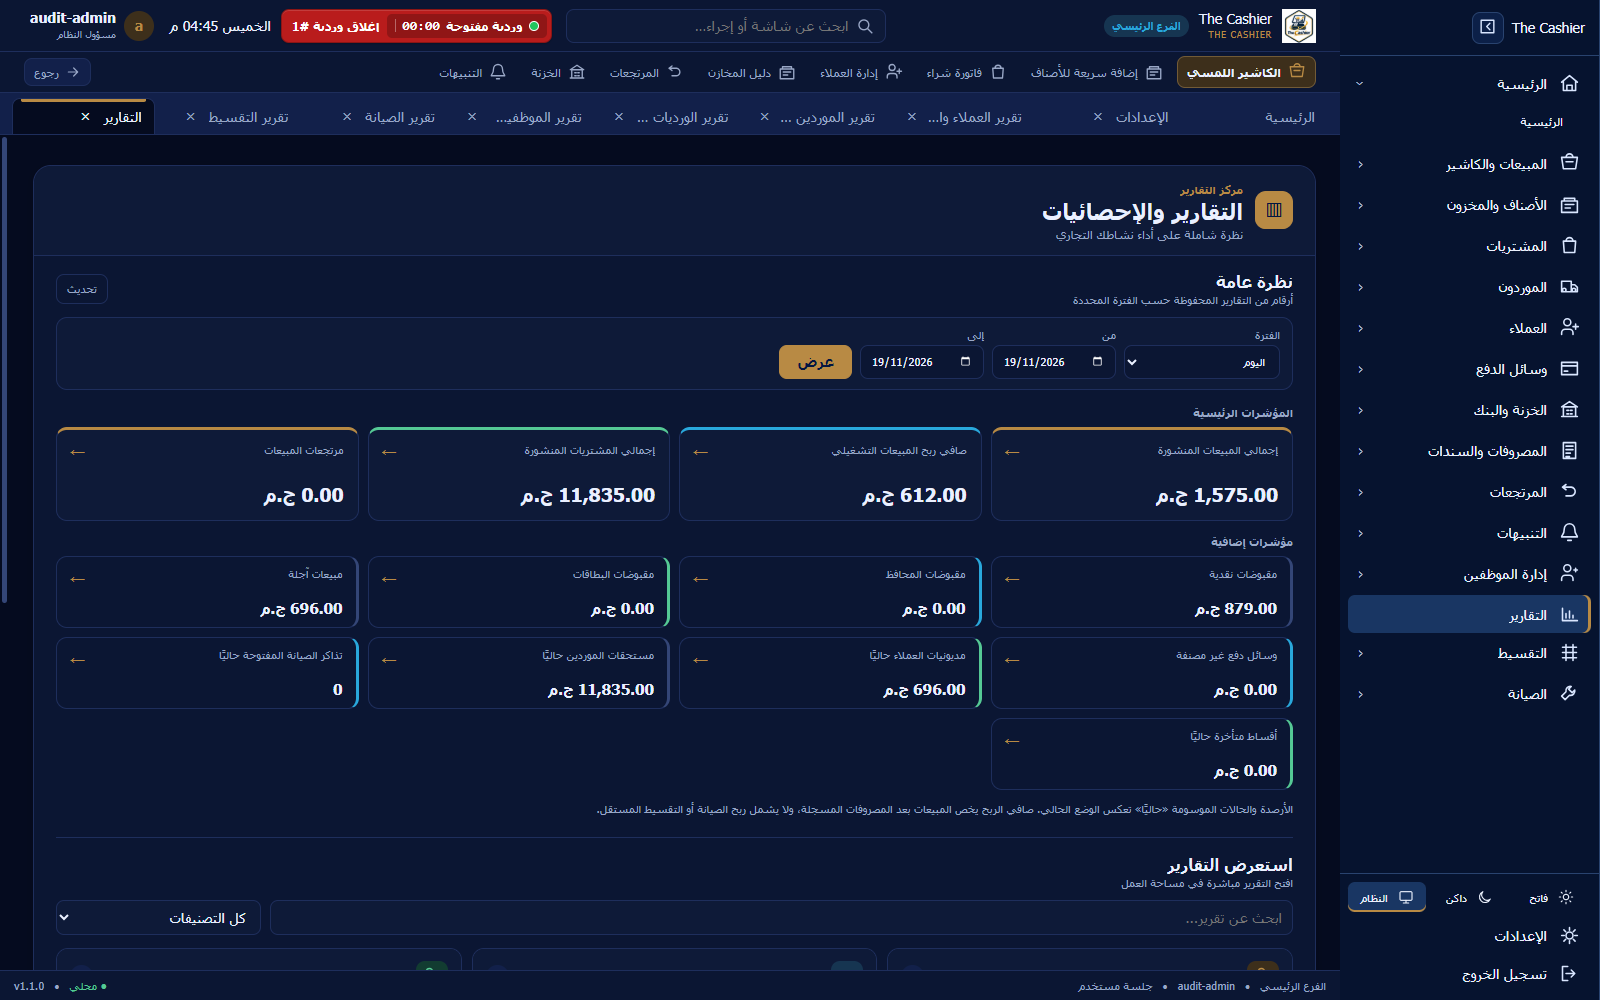 The Cashier
الرئيسية
الرئيسية
المبيعات والكاشير
الأصناف والمخزون
المشتريات
الموردون
العملاء
وسائل الدفع
الخزنة والبنك
المصروفات والسندات
المرتجعات
التنبيهات
إدارة الموظفين
التقارير
التقسيط
الصيانة
فاتح
داكن
النظام
الإعدادات
تسجيل الخروج
The Cashier
THE CASHIER
الفرع الرئيسي
ابحث عن شاشة أو إجراء...
وردية مفتوحة 00:00 | إغلاق وردية #1
الخميس 04:45 م
a
audit-admin
مسؤول النظام
الكاشير اللمسي
إضافة سريعة للأصناف
فاتورة شراء
إدارة العملاء
دليل المخازن
المرتجعات
الخزنة
التنبيهات
رجوع
الرئيسية
الإعدادات ×
تقرير العملاء وا... ×
تقرير الموردين ... ×
تقرير الورديات ... ×
تقرير الموظفي... ×
تقرير الصيانة ×
تقرير التقسيط ×
التقارير ×
مركز التقارير
التقارير والإحصائيات
نظرة شاملة على أداء نشاطك التجاري
نظرة عامة
أرقام من التقارير المحفوظة حسب الفترة المحددة
تحديث
الفترة
من
إلى
اليوم
19/11/2026
19/11/2026
عرض
المؤشرات الرئيسية
إجمالي المبيعات المنشورة
1,575.00 ج.م
صافي ربح المبيعات التشغيلي
612.00 ج.م
إجمالي المشتريات المنشورة
11,835.00 ج.م
مرتجعات المبيعات
0.00 ج.م
مؤشرات إضافية
مقبوضات نقدية
879.00 ج.م
مقبوضات المحافظ
0.00 ج.م
مقبوضات البطاقات
0.00 ج.م
مبيعات آجلة
696.00 ج.م
وسائل دفع غير مصنفة
0.00 ج.م
مديونيات العملاء حاليًا
696.00 ج.م
مستحقات الموردين حاليًا
11,835.00 ج.م
تذاكر الصيانة المفتوحة حاليًا
0
أقساط متأخرة حاليًا
0.00 ج.م
الأرصدة والحالات الموسومة «حاليًا» تعكس الوضع الحالي. صافي الربح يخص المبيعات بعد المصروفات المسجلة، ولا يشمل ربح الصيانة أو التقسيط المستقل.
استعرض التقارير
افتح التقرير مباشرة في مساحة العمل
ابحث عن تقرير...
كل التصنيفات
الفرع الرئيسي • audit-admin • جلسة مستخدم
محلي • v1.1.0